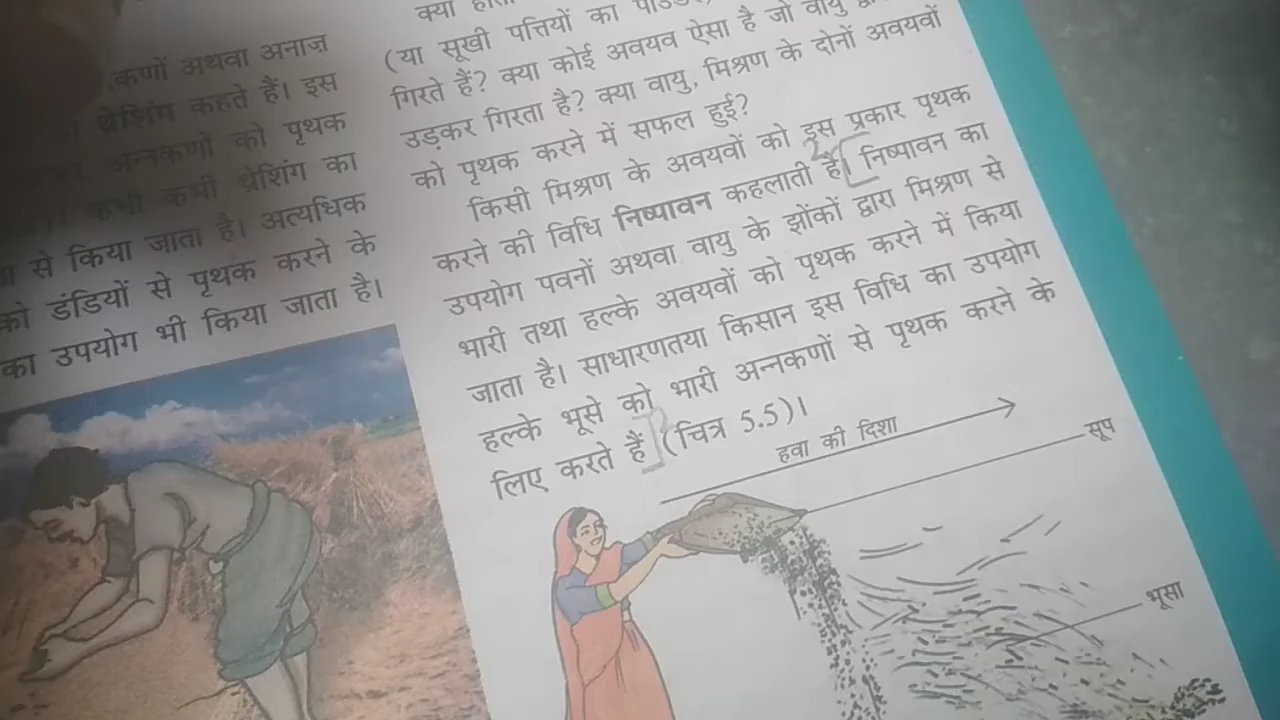 कणों अथवा अनाज
थ्रेशिंग कहते हैं। इस
अन्नकणों को पृथक
कभी कभी थ्रेशिंग का
से किया जाता है। अत्यधिक
को डंडियों से पृथक करने के
का उपयोग भी किया जाता है।
क्या
(या सूखी पत्तियों का
गिरते हैं? क्या कोई अवयव ऐसा है जो वायु
उड़कर गिरता है? क्या वायु, मिश्रण के दोनों अवयवों
को पृथक करने में सफल हुई?
किसी मिश्रण के अवयवों को इस प्रकार पृथक
करने की विधि निष्पावन कहलाती है। निष्पावन का
उपयोग पवनों अथवा वायु के झोंकों द्वारा मिश्रण से
भारी तथा हल्के अवयवों को पृथक करने में किया
जाता है। साधारणतया किसान इस विधि का उपयोग
हल्के भूसे को भारी अन्नकणों से पृथक करने के
लिए करते हैं (चित्र 5.5)।
हवा की दिशा
सूप
भूसा